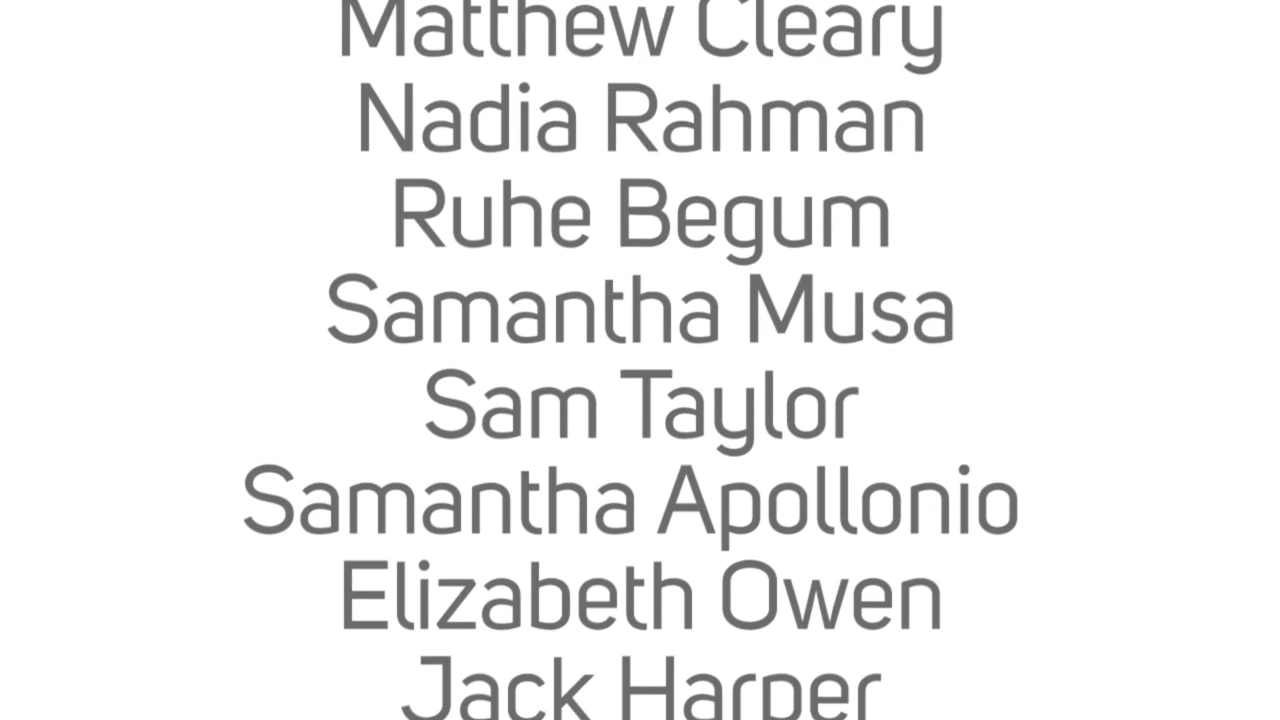 Matthew Cleary
Nadia Rahman
Ruhe Begum
Samantha Musa
Sam Taylor
Samantha Apollonio
Elizabeth Owen
Jack Harper